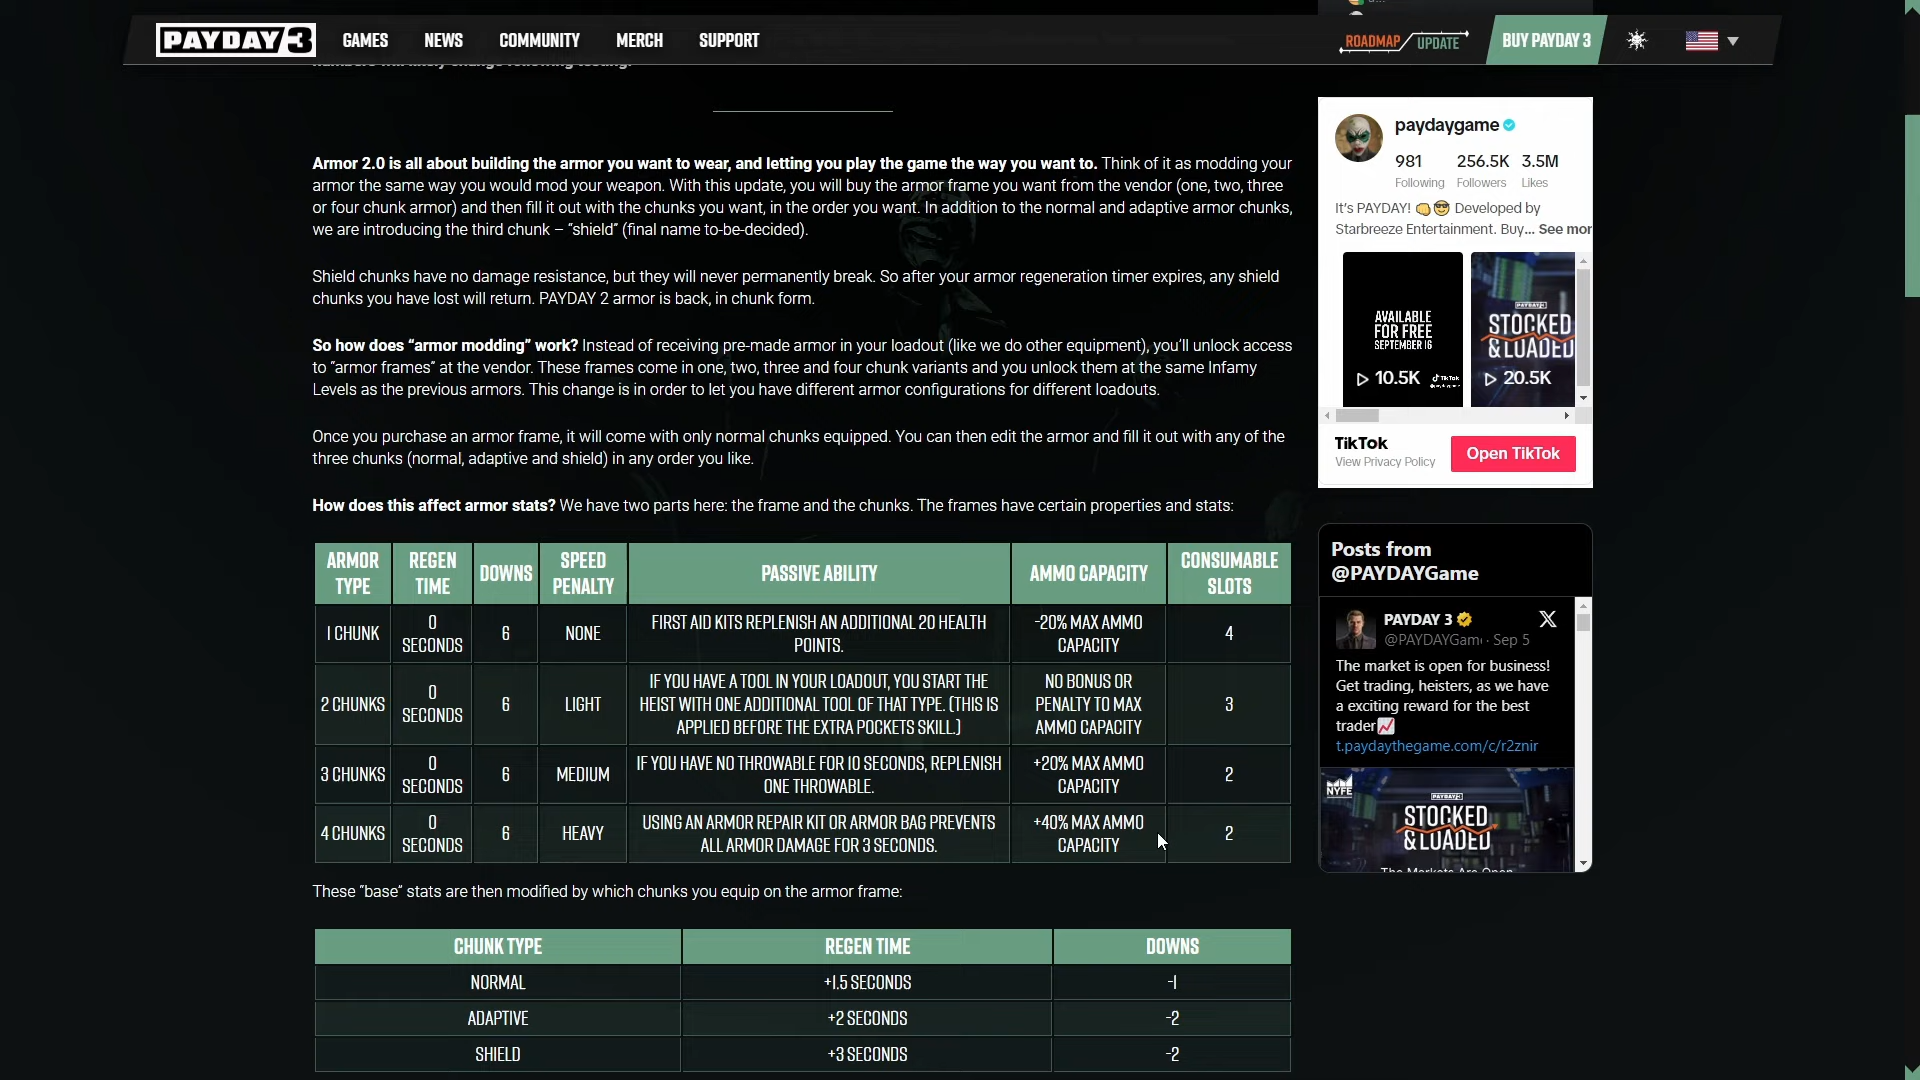 PAYDAY 3 GAMES NEWS COMMUNITY MERCH SUPPORT ROADMAP UPDATE BUY PAYDAY 3
Armor 2.0 is all about building the armor you want to wear, and letting you play the game the way you want to. Think of it as modding your
armor the same way you would mod your weapon. With this update, you will buy the armor frame you want from the vendor (one, two, three
or four chunk armor) and then fill it out with the chunks you want, in the order you want. In addition to the normal and adaptive armor chunks,
we are introducing the third chunk – “shield” (final name to-be-decided).
Shield chunks have no damage resistance, but they will never permanently break. So after your armor regeneration timer expires, any shield
chunks you have lost will return. PAYDAY 2 armor is back, in chunk form.
So how does “armor modding” work? Instead of receiving pre-made armor in your loadout (like we do other equipment), you’ll unlock access
to “armor frames” at the vendor. These frames come in one, two, three and four chunk variants and you unlock them at the same Infamy
Levels as the previous armors. This change is in order to let you have different armor configurations for different loadouts.
Once you purchase an armor frame, it will come with only normal chunks equipped. You can then edit the armor and fill it out with any of the
three chunks (normal, adaptive and shield) in any order you like.
How does this affect armor stats? We have two parts here: the frame and the chunks. The frames have certain properties and stats:
ARMOR TYPE REGEN TIME DOWNS SPEED PENALTY PASSIVE ABILITY AMMO CAPACITY CONSUMABLE SLOTS
1 CHUNK 0 SECONDS 6 NONE FIRST AID KITS REPLENISH AN ADDITIONAL 20 HEALTH POINTS. -20% MAX AMMO CAPACITY 4
2 CHUNKS 0 SECONDS 6 LIGHT IF YOU HAVE A TOOL IN YOUR LOADOUT, YOU START THE HEIST WITH ONE ADDITIONAL TOOL OF THAT TYPE. (THIS IS APPLIED BEFORE THE EXTRA POCKETS SKILL.) NO BONUS OR PENALTY TO MAX AMMO CAPACITY 3
3 CHUNKS 0 SECONDS 6 MEDIUM IF YOU HAVE NO THROWABLE FOR 10 SECONDS, REPLENISH ONE THROWABLE. +20% MAX AMMO CAPACITY 2
4 CHUNKS 0 SECONDS 6 HEAVY USING AN ARMOR REPAIR KIT OR ARMOR BAG PREVENTS ALL ARMOR DAMAGE FOR 3 SECONDS. +40% MAX AMMO CAPACITY 2
These “base” stats are then modified by which chunks you equip on the armor frame:
CHUNK TYPE REGEN TIME DOWNS
NORMAL +1.5 SECONDS -1
ADAPTIVE +2 SECONDS -2
SHIELD +3 SECONDS -2
paydaygame
981 256.5K 3.5M
Following Followers Likes
It's PAYDAY! 👊😎 Developed by
Starbreeze Entertainment. Buy... See mor
AVAILABLE
FOR FREE
SEPTEMBER 16
10.5K
STOCKED
&LOADED
20.5K
TikTok
View Privacy Policy
Open TikTok
Posts from
@PAYDAYGame
PAYDAY 3
@PAYDAYGam · Sep 5
The market is open for business!
Get trading, heisters, as we have
a exciting reward for the best
trader📈
t.paydaythegame.com/c/r2znir
NYFE
PAYDAY 3
STOCKED
&LOADED